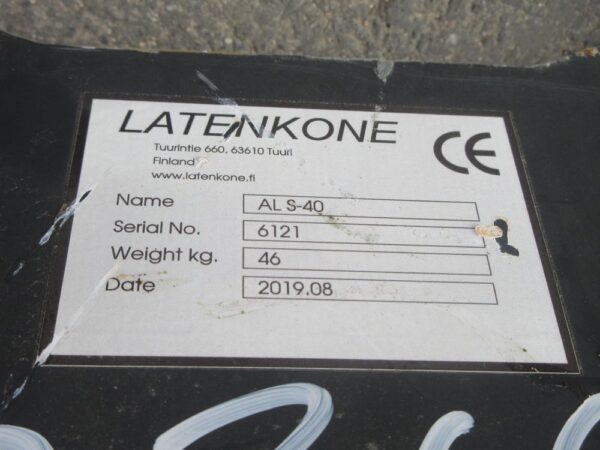 LATENKONE
CE
Tuurintie 660, 63610 Tuuri
Finland
www.latenkone.fi
Name AL S-40
Serial No. 6121
Weight kg. 46
Date 2019.08